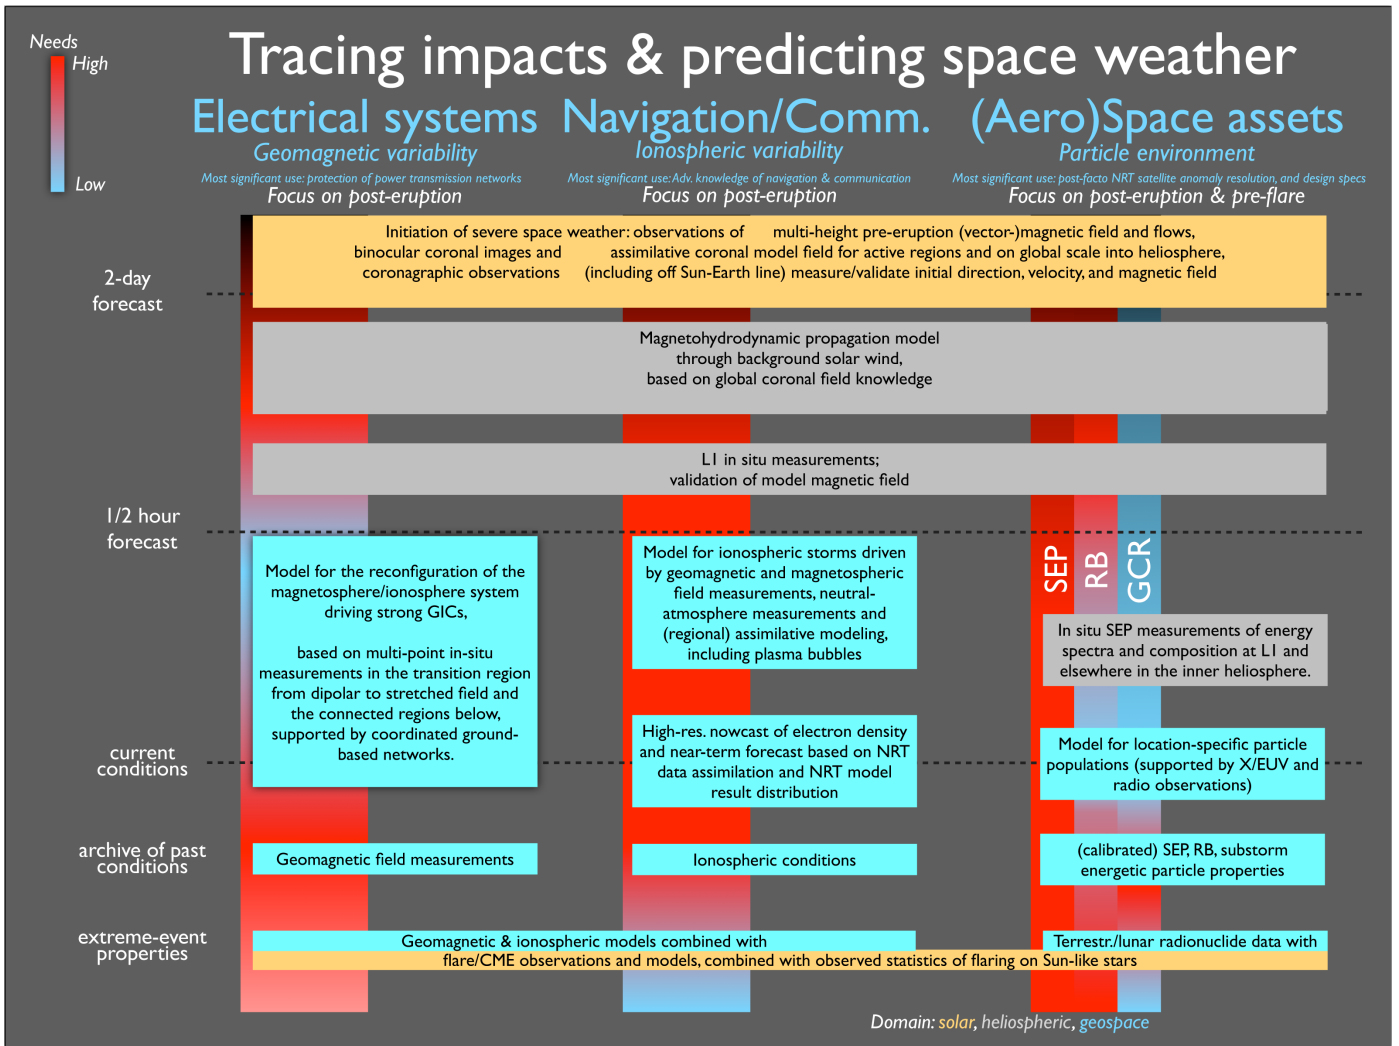 Needs
High
Low
Tracing impacts & predicting space weather
Electrical systems
Geomagnetic variability
Most significant use: protection of power transmission networks
Focus on post-eruption
Navigation/Comm.
Ionospheric variability
Most significant use: Adv. knowledge of navigation & communication
Focus on post-eruption
(Aero)Space assets
Particle environment
Most significant use: post-facto NRT satellite anomaly resolution, and design specs
Focus on post-eruption & pre-flare
2-day
forecast
Initiation of severe space weather: observations of multi-height pre-eruption (vector-)magnetic field and flows,
binocular coronal images and assimilative coronal model field for active regions and on global scale into heliosphere,
coronagraphic observations (including off Sun-Earth line) measure/validate initial direction, velocity, and magnetic field
Magnetohydrodynamic propagation model
through background solar wind,
based on global coronal field knowledge
L1 in situ measurements;
validation of model magnetic field
1/2 hour
forecast
Model for the reconfiguration of the
magnetosphere/ionosphere system
driving strong GICs,
based on multi-point in-situ
measurements in the transition region
from dipolar to stretched field and
the connected regions below,
supported by coordinated ground-
based networks.
Model for ionospheric storms driven
by geomagnetic and magnetospheric
field measurements, neutral-
atmosphere measurements and
(regional) assimilative modeling,
including plasma bubbles
SEP
RB
GCR
In situ SEP measurements of energy
spectra and composition at L1 and
elsewhere in the inner heliosphere.
current
conditions
High-res. nowcast of electron density
and near-term forecast based on NRT
data assimilation and NRT model
result distribution
Model for location-specific particle
populations (supported by X/EUV and
radio observations)
archive of past
conditions
Geomagnetic field measurements
Ionospheric conditions
(calibrated) SEP, RB, substorm
energetic particle properties
extreme-event
properties
Geomagnetic & ionospheric models combined with
Terrestr./lunar radionuclide data with
flare/CME observations and models, combined with observed statistics of flaring on Sun-like stars
Domain: solar, heliospheric, geospace